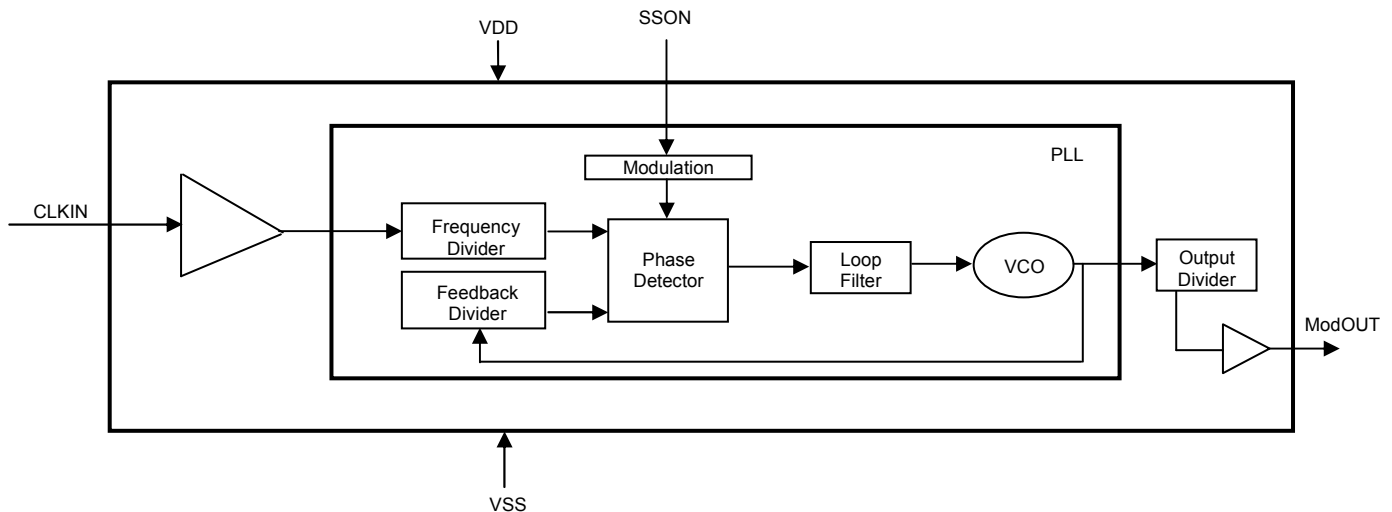 SSON
VDD
PLL
Modulation
CLKIN
Frequency
Divider
Phase
Detector
Loop
Filter
VCO
Output
Divider
Feedback
Divider
ModOUT
VSS